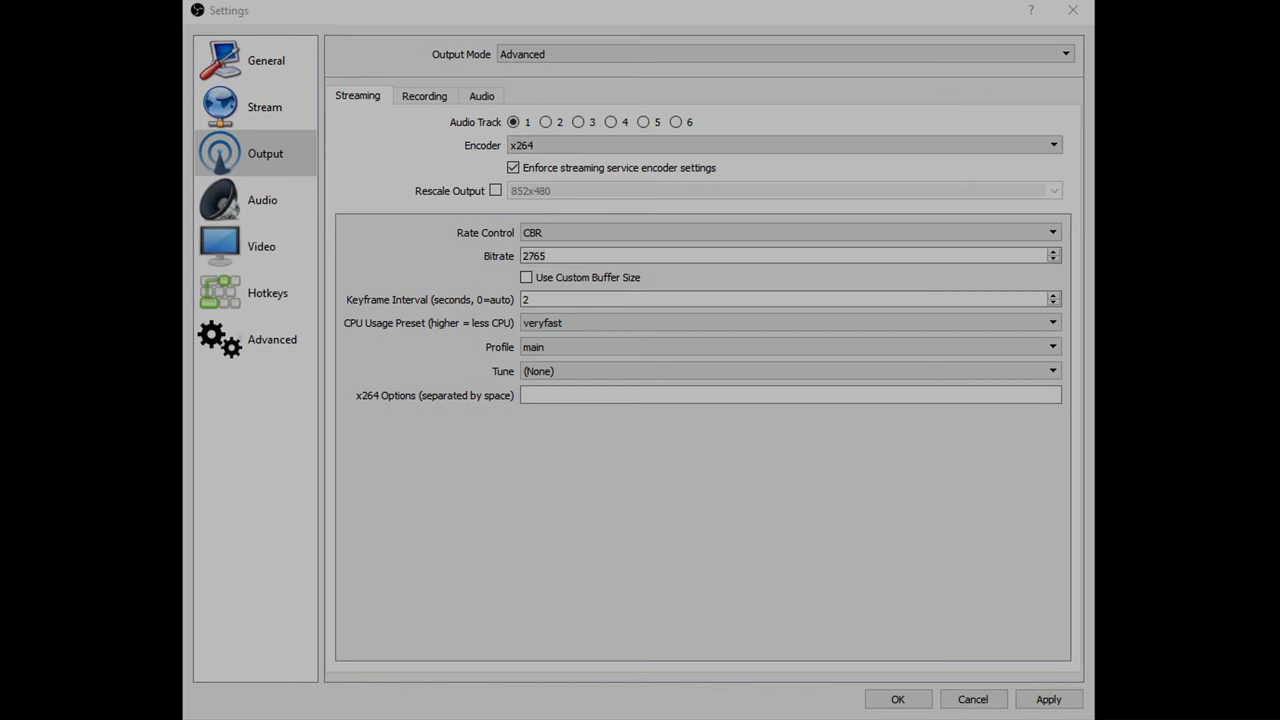 Settings
?
General
Stream
Output
Audio
Video
Hotkeys
Advanced
Output Mode Advanced
Streaming Recording Audio
Audio Track 1 2 3 4 5 6
Encoder x264
Enforce streaming service encoder settings
Rescale Output 852x480
Rate Control CBR
Bitrate 2765
Use Custom Buffer Size
Keyframe Interval (seconds, 0=auto) 2
CPU Usage Preset (higher = less CPU) veryfast
Profile main
Tune (None)
x264 Options (separated by space)
OK Cancel Apply